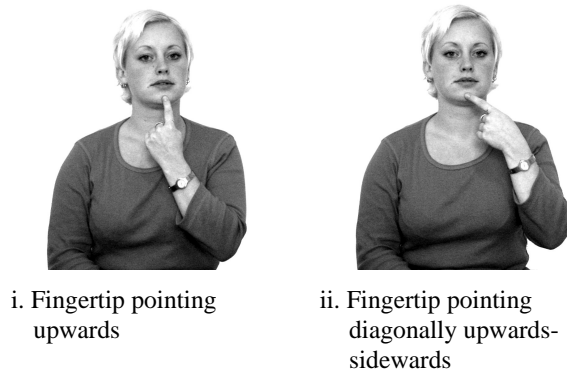 i. Fingertip pointing
upwards
ii. Fingertip pointing
diagonally upwards-
sidewards